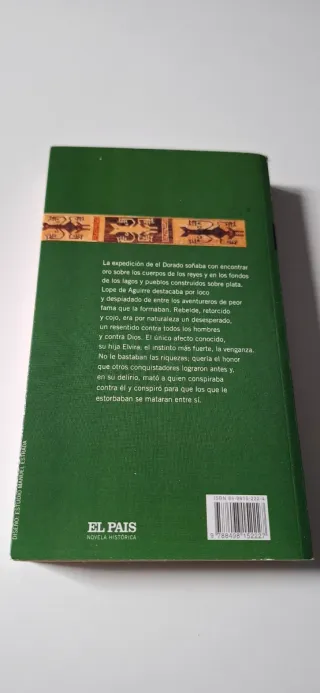 La expedición de el Dorado soñaba con encontrar
oro sobre los cuerpos de los reyes y en los fondos
de los lagos y pueblos construidos sobre plata.
Lope de Aguirre destacaba por loco
y despiadado de entre los aventureros de peor
fama que la formaban. Rebelde, retorcido
y cojo, era por naturaleza un desesperado,
un resentido contra todos los hombres
y contra Dios. El único afecto conocido,
su hija Elvira, el instinto más fuerte, la venganza.
No le bastaban las riquezas, quería el honor
que otros conquistadores lograron antes y,
en su delirio, mató a quien conspiraba
contra él y conspiró para que los que le
estorbaban se mataran entre sí.
DISEÑO: ESTUDIO MANUEL ESTRADA
EL PAIS
NOVELA HISTÓRICA
ISBN
9 788408 152227